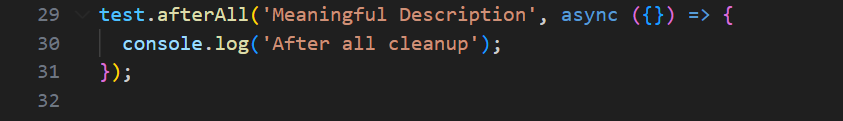 29 test.afterAll('Meaningful Description', async ({}) => {
30   console.log('After all cleanup');
31 });
32